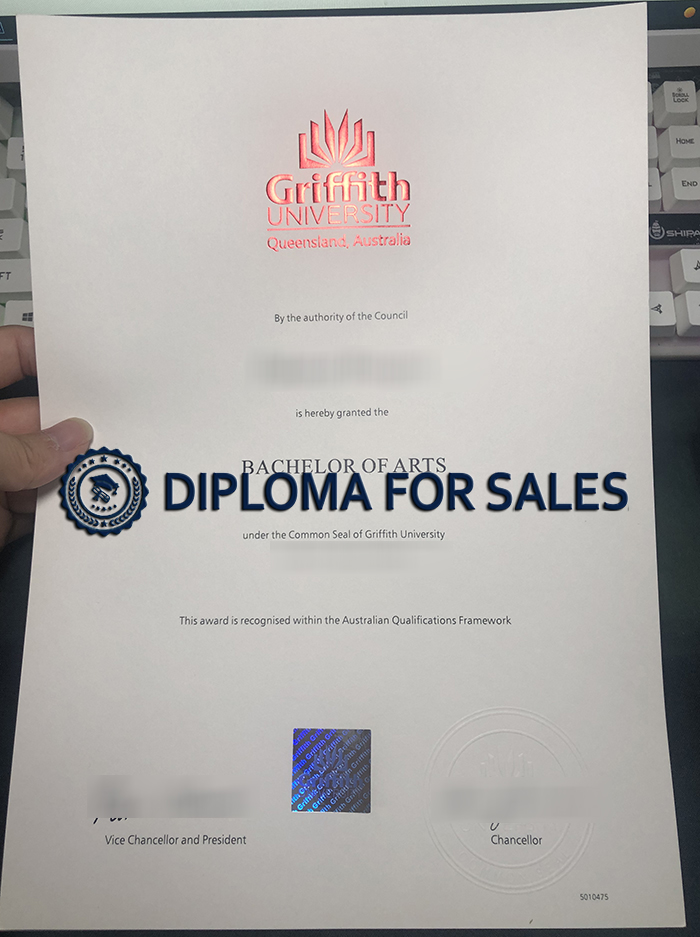 Griffith
UNIVERSITY
Queensland, Australia
By the authority of the Council
is hereby granted the
BACHELOR OF ARTS
DIPLOMA FOR SALES
under the Common Seal of Griffith University
This award is recognised within the Australian Qualifications Framework
Vice Chancellor and President
Chancellor
5010475
SCROLL
LOCK
HOME
END